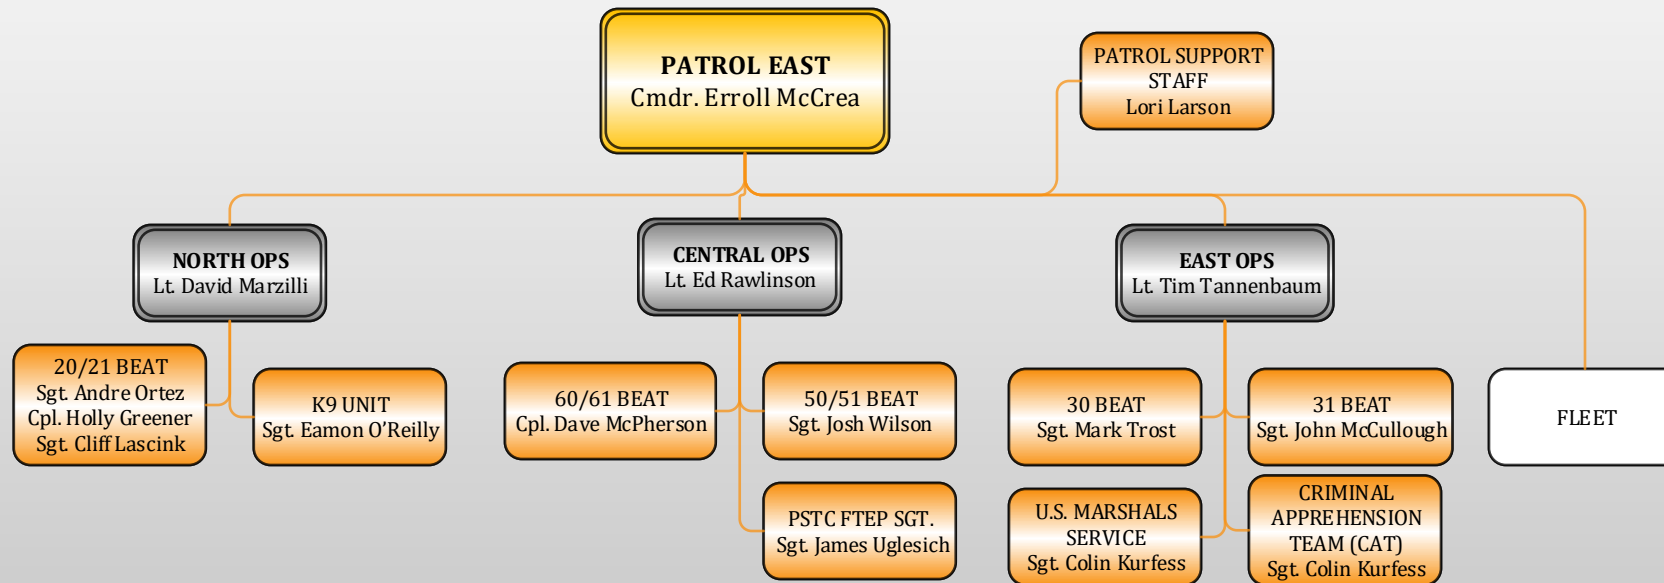 PATROL EAST
Cmdr. Erroll McCrea
PATROL SUPPORT
STAFF
Lori Larson
NORTH OPS
Lt. David Marzilli
CENTRAL OPS
Lt. Ed Rawlinson
EAST OPS
Lt. Tim Tannenbaum
20/21 BEAT
Sgt. Andre Ortez
Cpl. Holly Greener
Sgt. Cliff Lascink
K9 UNIT
Sgt. Eamon O'Reilly
60/61 BEAT
Cpl. Dave McPherson
50/51 BEAT
Sgt. Josh Wilson
PSTC FTEP SGT.
Sgt. James Uglesich
30 BEAT
Sgt. Mark Trost
31 BEAT
Sgt. John McCullough
U.S. MARSHALS
SERVICE
Sgt. Colin Kurfess
CRIMINAL
APPREHENSION
TEAM (CAT)
Sgt. Colin Kurfess
FLEET